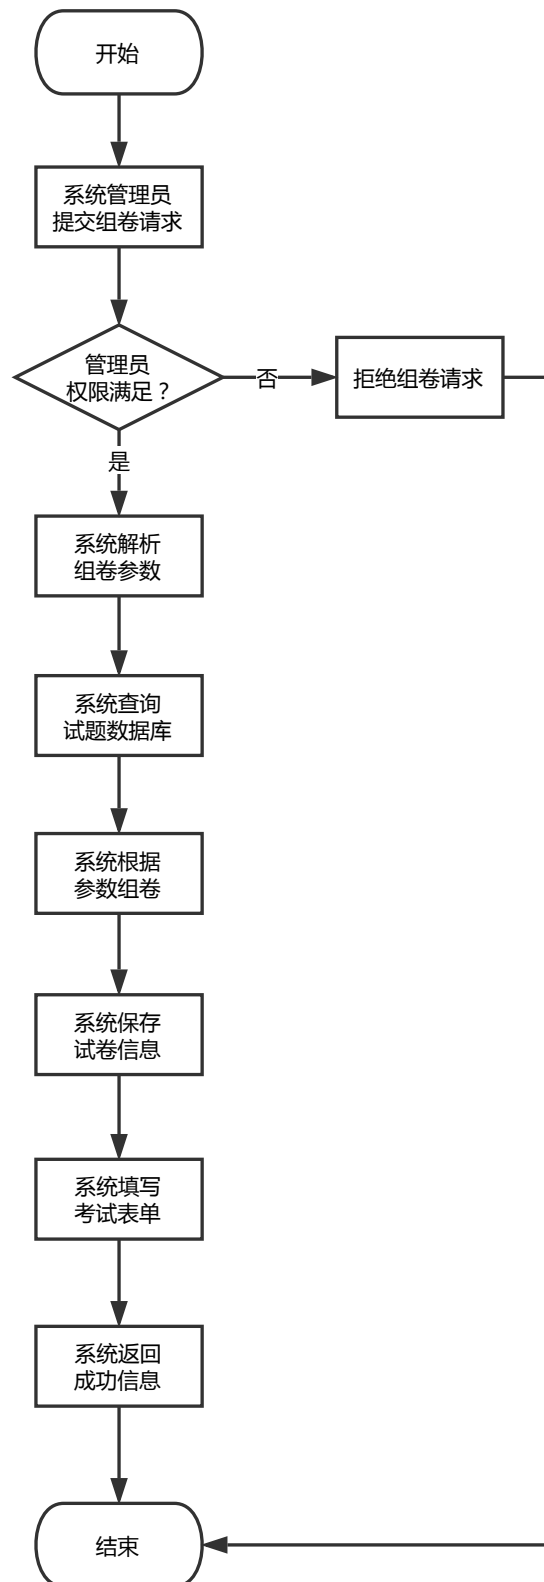 开始
系统管理员
提交组卷请求
管理员
权限满足？
否
拒绝组卷请求
是
系统解析
组卷参数
系统查询
试题数据库
系统根据
参数组卷
系统保存
试卷信息
系统填写
考试表单
系统返回
成功信息
结束